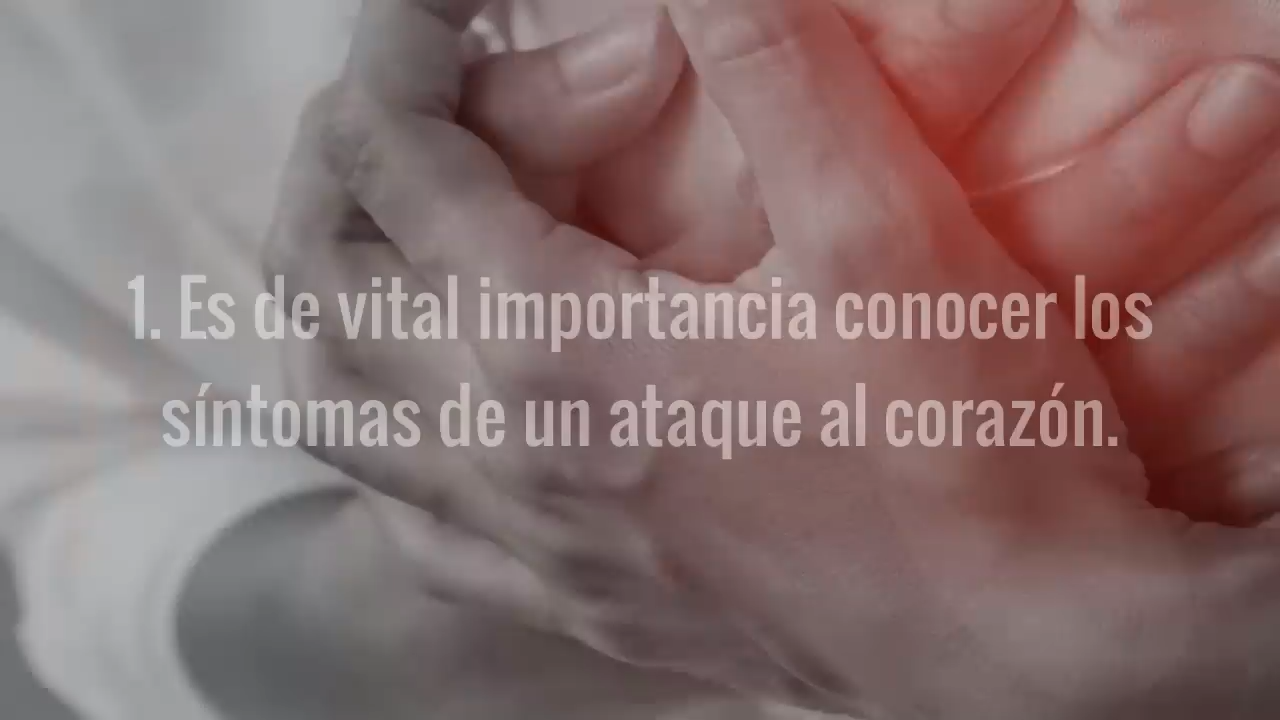 1. Es de vital importancia conocer los
síntomas de un ataque al corazón.